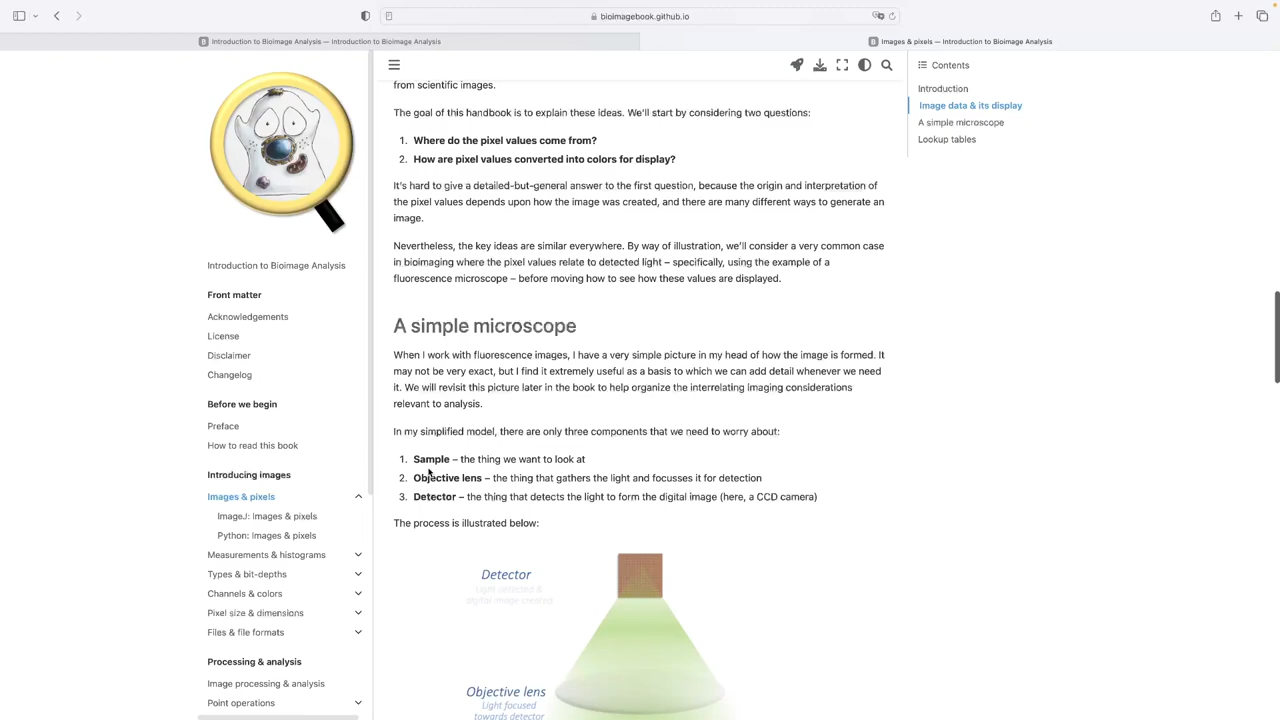 bioimagebook.github.io
Introduction to Bioimage Analysis — Introduction to Bioimage Analysis
Images & pixels — Introduction to Bioimage Analysis
Introduction to Bioimage Analysis
Front matter
Acknowledgements
License
Disclaimer
Changelog
Before we begin
Preface
How to read this book
Introducing images
Images & pixels
ImageJ: Images & pixels
Python: Images & pixels
Measurements & histograms
Types & bit-depths
Channels & colors
Pixel size & dimensions
Files & file formats
Processing & analysis
Image processing & analysis
Point operations
from scientific images.
The goal of this handbook is to explain these ideas. We'll start by considering two questions:
1. Where do the pixel values come from?
2. How are pixel values converted into colors for display?
It's hard to give a detailed-but-general answer to the first question, because the origin and interpretation of
the pixel values depends upon how the image was created, and there are many different ways to generate an
image.
Nevertheless, the key ideas are similar everywhere. By way of illustration, we'll consider a very common case
in bioimaging where the pixel values relate to detected light – specifically, using the example of a
fluorescence microscope – before moving how to see how these values are displayed.
A simple microscope
When I work with fluorescence images, I have a very simple picture in my head of how the image is formed. It
may not be very exact, but I find it extremely useful as a basis to which we can add detail whenever we need
it. We will revisit this picture later in the book to help organize the interrelating imaging considerations
relevant to analysis.
In my simplified model, there are only three components that we need to worry about:
1. Sample – the thing we want to look at
2. Objective lens – the thing that gathers the light and focusses it for detection
3. Detector – the thing that detects the light to form the digital image (here, a CCD camera)
The process is illustrated below:
Detector
Light detected &
digital image created
Objective lens
Light focused
towards detector
Contents
Introduction
Image data & its display
A simple microscope
Lookup tables